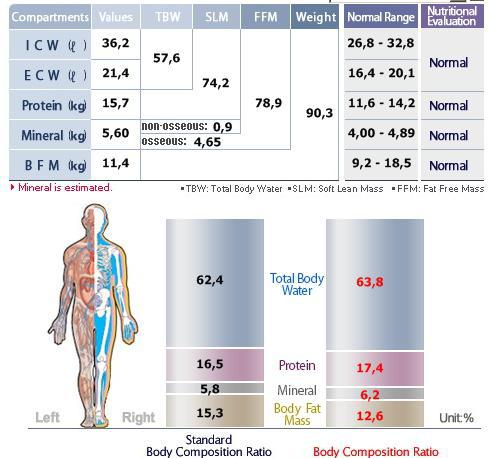 Compartments Values TBW SLM FFM Weight Normal Range Nutritional Evaluation
I C W (ℓ) 36,2 57,6 74,2 78,9 90,3 26,8 - 32,8 Normal
E C W (ℓ) 21,4 16,4 - 20,1
Protein (kg) 15,7 11,6 - 14,2 Normal
Mineral (kg) 5,60 non-osseous: 0,9 4,00 - 4,89 Normal
osseous: 4,65
B F M (kg) 11,4 9,2 - 18,5 Normal
Mineral is estimated. ▪TBW: Total Body Water ▪SLM: Soft Lean Mass ▪FFM: Fat Free Mass
62,4 Total Body Water 63,8
16,5 Protein 17,4
5,8 Mineral 6,2
15,3 Body Fat Mass 12,6
Left Right Unit:%
Standard
Body Composition Ratio Body Composition Ratio